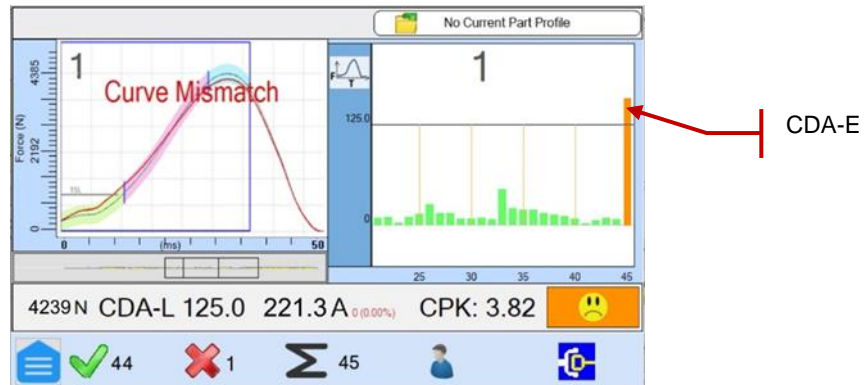 No Current Part Profile
1
Curve Mismatch
Force (N)
4385
2192
0
TSL
0 (ms) 50
F
T
1
125.0
0
25 30 35 40 45
CDA-E
4239 N CDA-L 125.0 221.3 A 0 (0.00%) CPK: 3.82
44 1 45